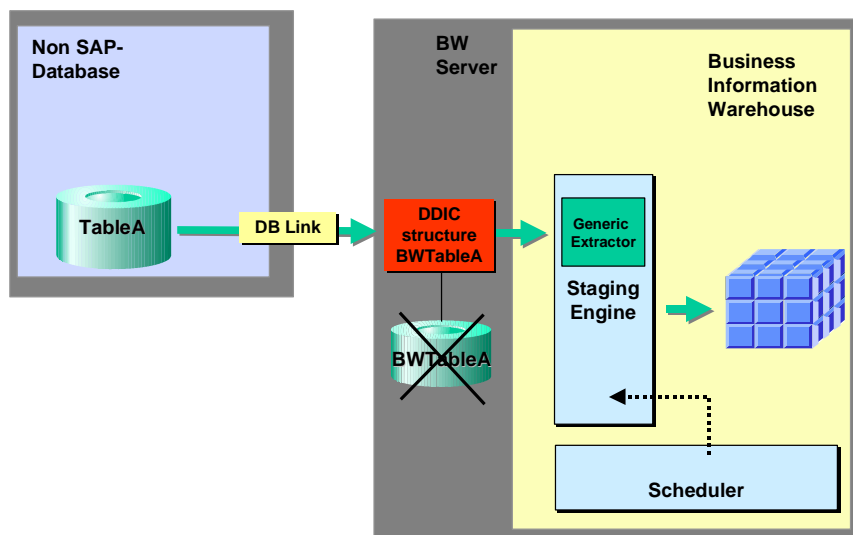 Non SAP-
Database
BW
Server
Business
Information
Warehouse
TableA
DB Link
DDIC
structure
BWTableA
Generic
Extractor
Staging
Engine
BWTableA
Scheduler